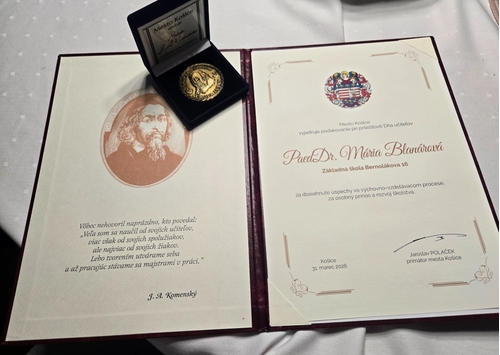 Mesto Košice
Vôbec nehovoril naprázdno, kto povedal:
"Veľa som sa naučil od svojich učiteľov,
viac však od svojich spolužiakov,
ale najviac od svojich žiakov.
Lebo tvorením utvárame seba
a až pracujúc stávame sa majstrami v práci."
J. A. Komenský
Mesto Košice
vyjadruje poďakovanie pri príležitosti Dňa učiteľov
PaedDr. Mária Blanárová
Základná škola Bernolákova 16
za dosiahnuté úspechy vo výchovno-vzdelávacom procese,
za osobný prínos a rozvoj školstva.
Košice
31. marec 2026
Jaroslav POLAČEK
primátor mesta Košice